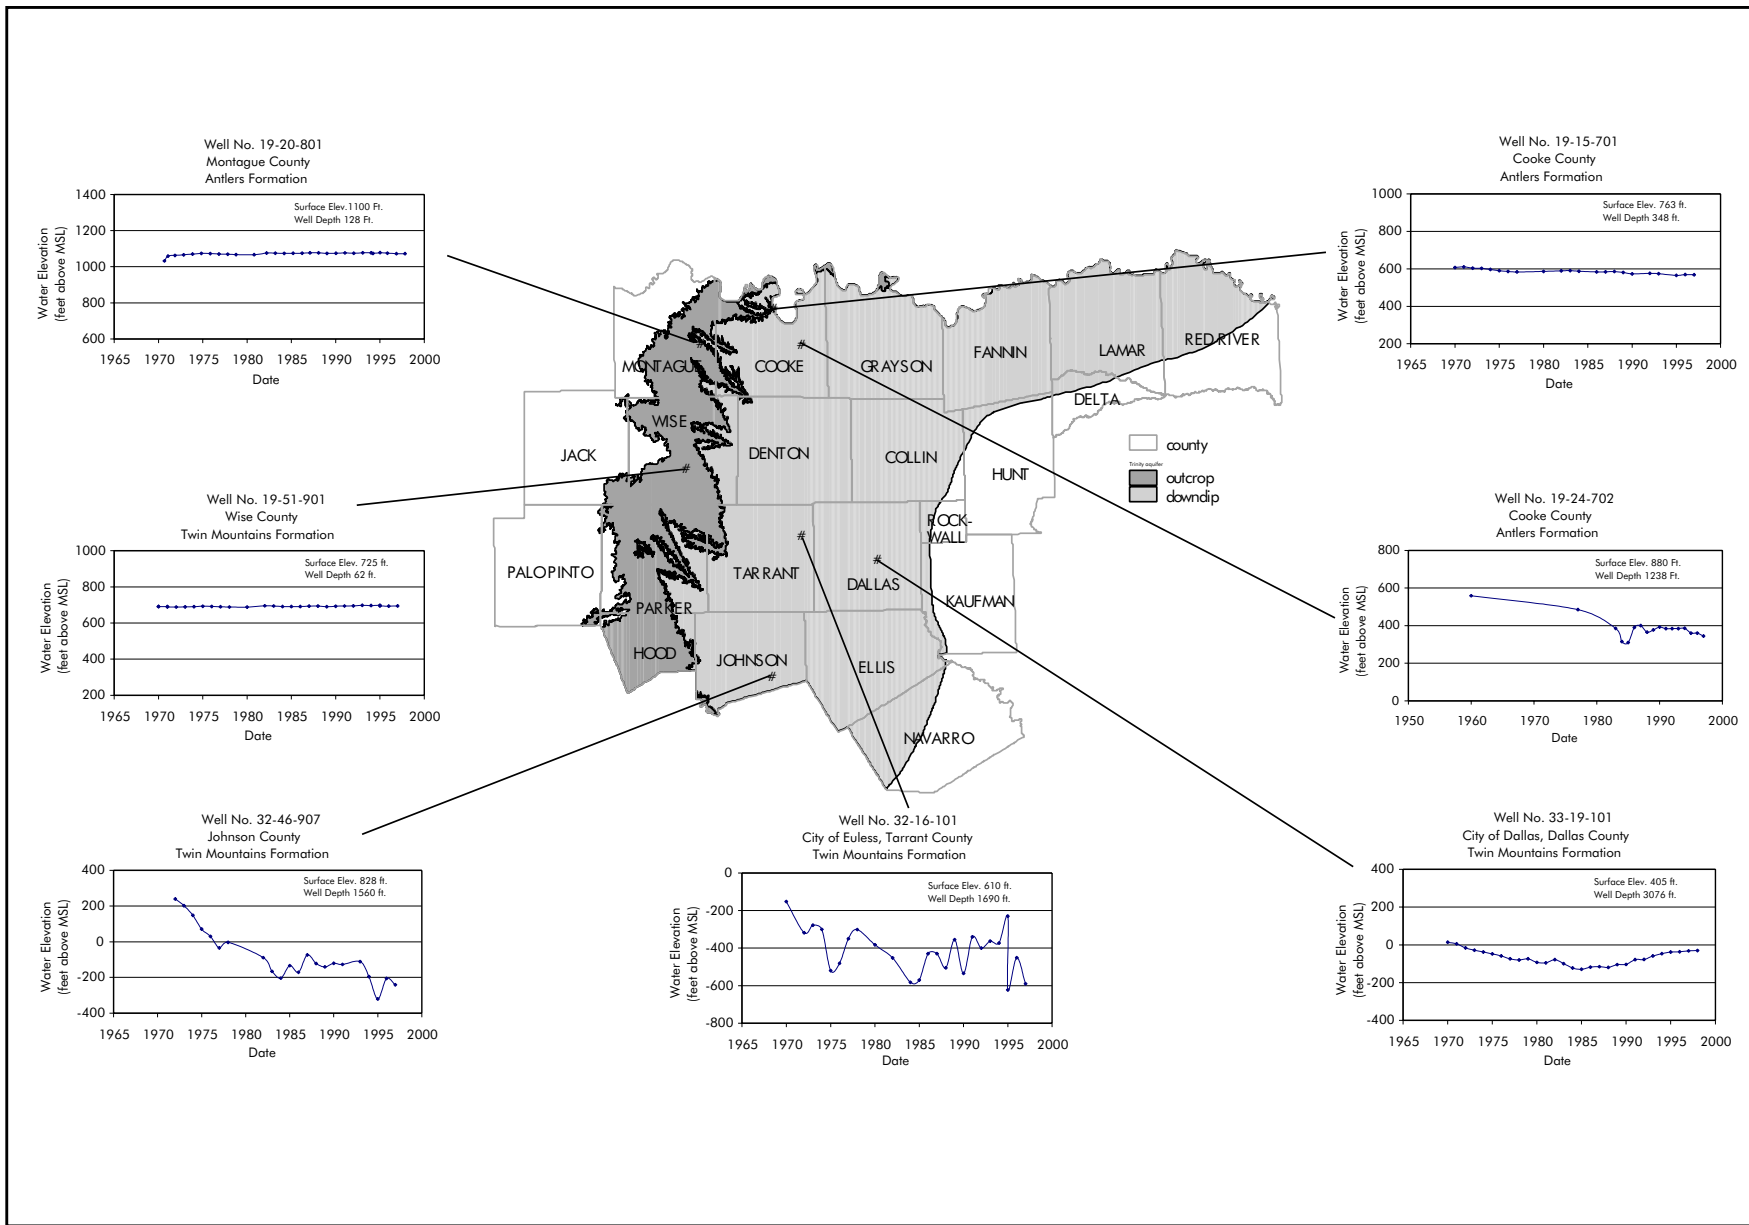 Well No. 19-20-801
Montague County
Antlers Formation
Water Elevation
(feet above MSL)
1400
1200
1000
800
600
Surface Elev.1100 Ft.
Well Depth 128 Ft.
1965 1970 1975 1980 1985 1990 1995 2000
Date
Well No. 19-15-701
Cooke County
Antlers Formation
Water Elevation
(feet above MSL)
1000
800
600
400
200
Surface Elev. 763 ft.
Well Depth 348 ft.
1965 1970 1975 1980 1985 1990 1995 2000
Date
MONTAGUE
COOKE
GRAYSON
FANNIN
LAMAR
RED RIVER
DELTA
WISE
JACK
DENTON
COLLIN
HUNT
PALO PINTO
PARKER
TARRANT
DALLAS
ROCK-
WALL
KAUFMAN
HOOD
JOHNSON
ELLIS
NAVARRO
#
#
#
#
#
#
#
county
Trinity aquifer
outcrop
downdip
Well No. 19-51-901
Wise County
Twin Mountains Formation
Water Elevation
(feet above MSL)
1000
800
600
400
200
Surface Elev. 725 ft.
Well Depth 62 ft.
1965 1970 1975 1980 1985 1990 1995 2000
Date
Well No. 19-24-702
Cooke County
Antlers Formation
Water Elevation
(feet above MSL)
800
600
400
200
0
Surface Elev. 880 ft.
Well Depth 1238 Ft.
1950 1960 1970 1980 1990 2000
Date
Well No. 32-46-907
Johnson County
Twin Mountains Formation
Water Elevation
(feet above MSL)
400
200
0
-200
-400
Surface Elev. 828 ft.
Well Depth 1560 ft.
1965 1970 1975 1980 1985 1990 1995 2000
Date
Well No. 32-16-101
City of Euless, Tarrant County
Twin Mountains Formation
Water Elevation
(feet above MSL)
0
-200
-400
-600
-800
Surface Elev. 610 ft.
Well Depth 1690 ft.
1965 1970 1975 1980 1985 1990 1995 2000
Date
Well No. 33-19-101
City of Dallas, Dallas County
Twin Mountains Formation
Water Elevation
(feet above MSL)
400
200
0
-200
-400
Surface Elev. 405 ft.
Well Depth 3076 ft.
1965 1970 1975 1980 1985 1990 1995 2000
Date